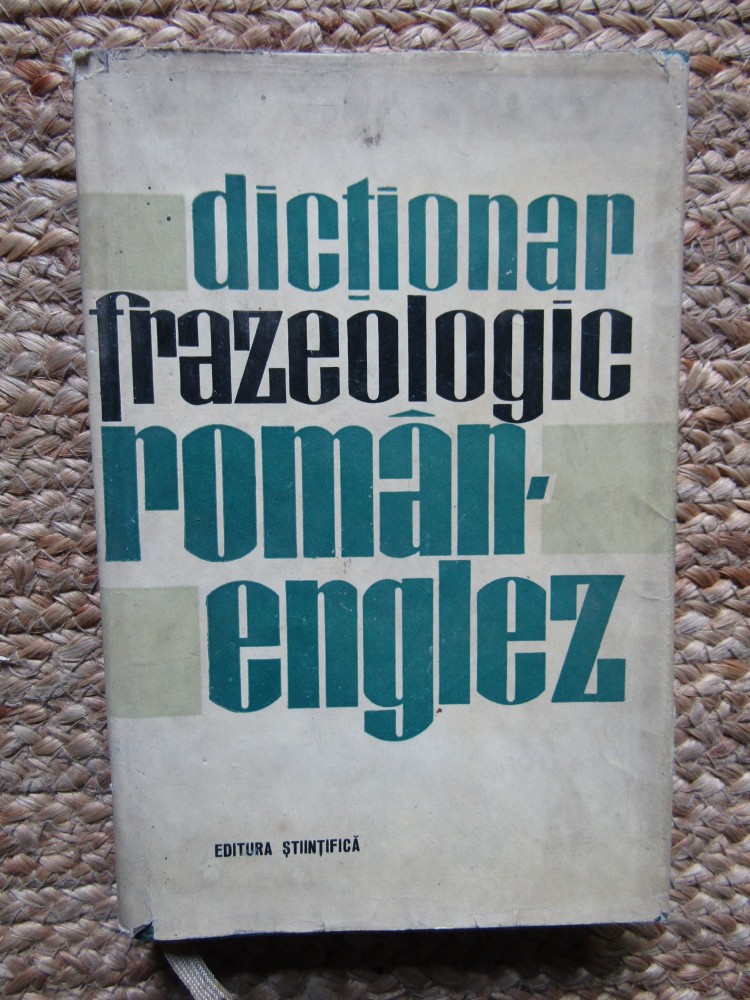 dicționar
frazeologic
român-
englez
EDITURA ȘTIINȚIFICĂ